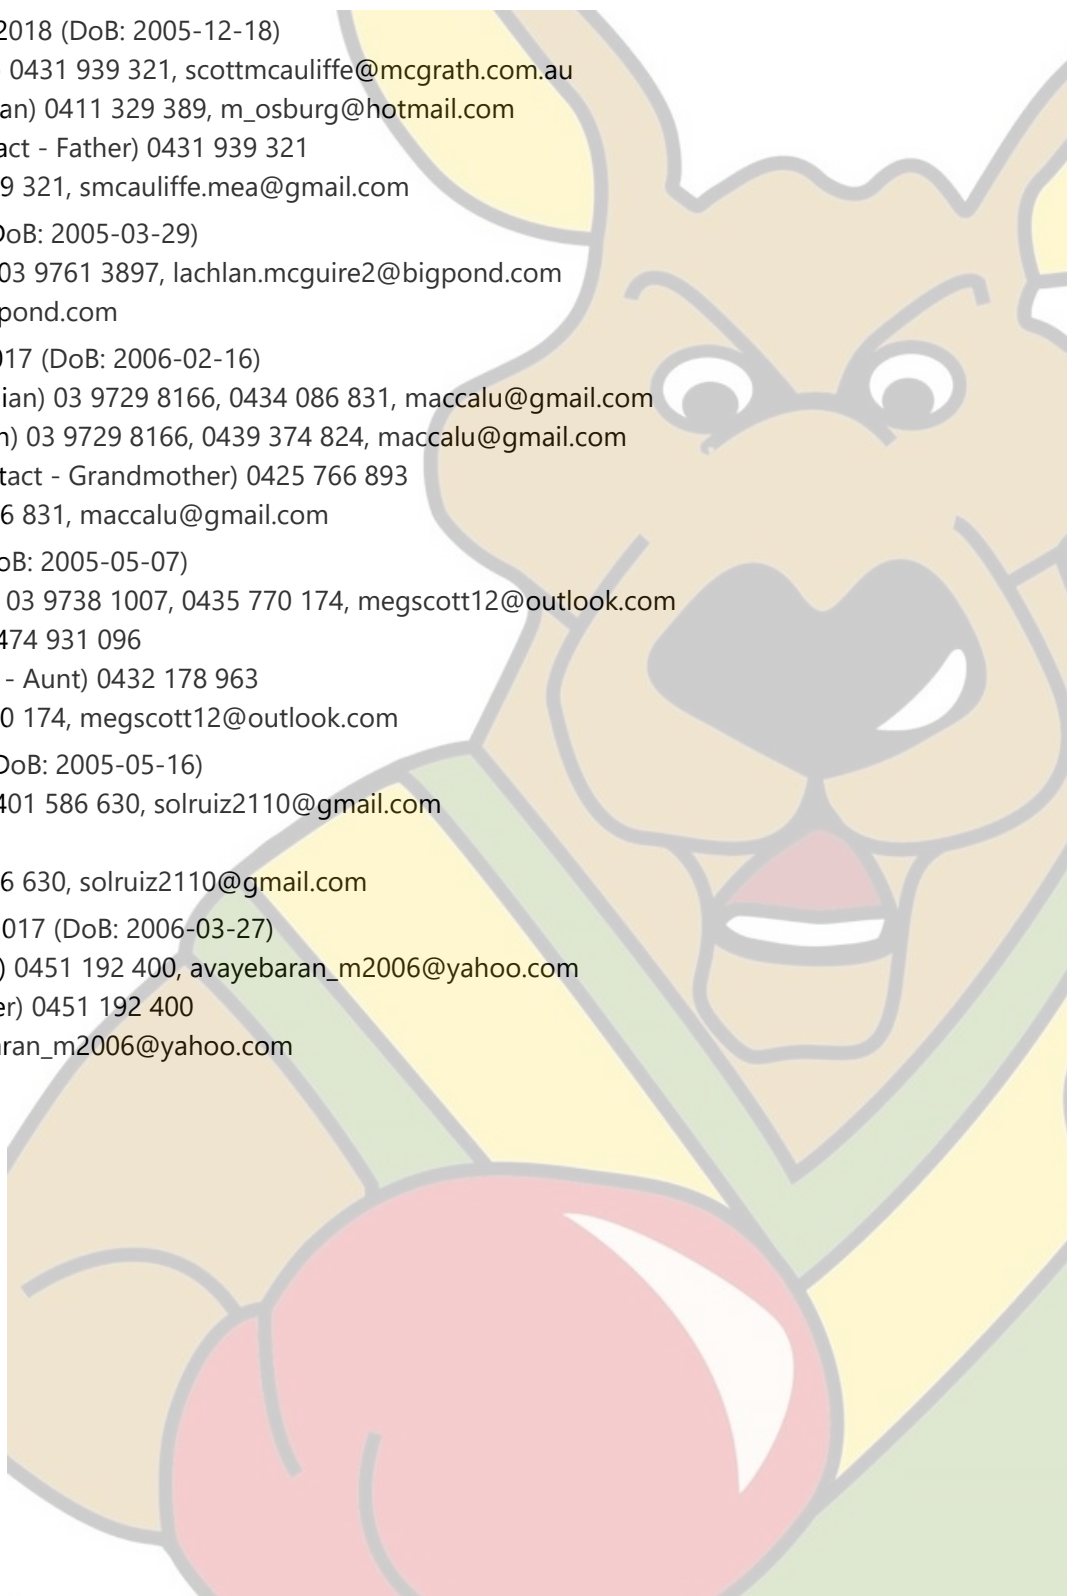 2018 (DoB: 2005-12-18)
0431 939 321, scottmcauliffe@mcgrath.com.au
an) 0411 329 389, m_osburg@hotmail.com
act - Father) 0431 939 321
9 321, smcauliffe.mea@gmail.com
DoB: 2005-03-29)
03 9761 3897, lachlan.mcguire2@bigpond.com
pond.com
017 (DoB: 2006-02-16)
ian) 03 9729 8166, 0434 086 831, maccalu@gmail.com
n) 03 9729 8166, 0439 374 824, maccalu@gmail.com
tact - Grandmother) 0425 766 893
6 831, maccalu@gmail.com
oB: 2005-05-07)
03 9738 1007, 0435 770 174, megscott12@outlook.com
474 931 096
- Aunt) 0432 178 963
0 174, megscott12@outlook.com
DoB: 2005-05-16)
401 586 630, solruiz2110@gmail.com
6 630, solruiz2110@gmail.com
017 (DoB: 2006-03-27)
) 0451 192 400, avayebaran_m2006@yahoo.com
er) 0451 192 400
aran_m2006@yahoo.com